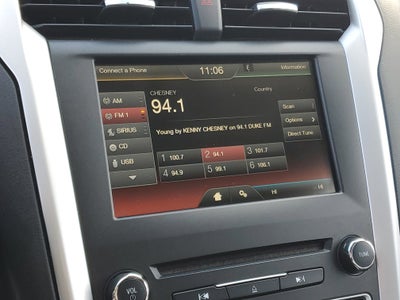 Connect a Phone 11:06 E Information
AM
FM 1
SIRIUS
CD
USB
CHESNEY
94.1
Country
Young by KENNY CHESNEY on 94.1 DUKE FM
1 100.7 2 94.1 3 101.7
4 94.9 5 99.1 6 106.1
Scan
Options
Direct Tune
HI HI
VOL
TUNE